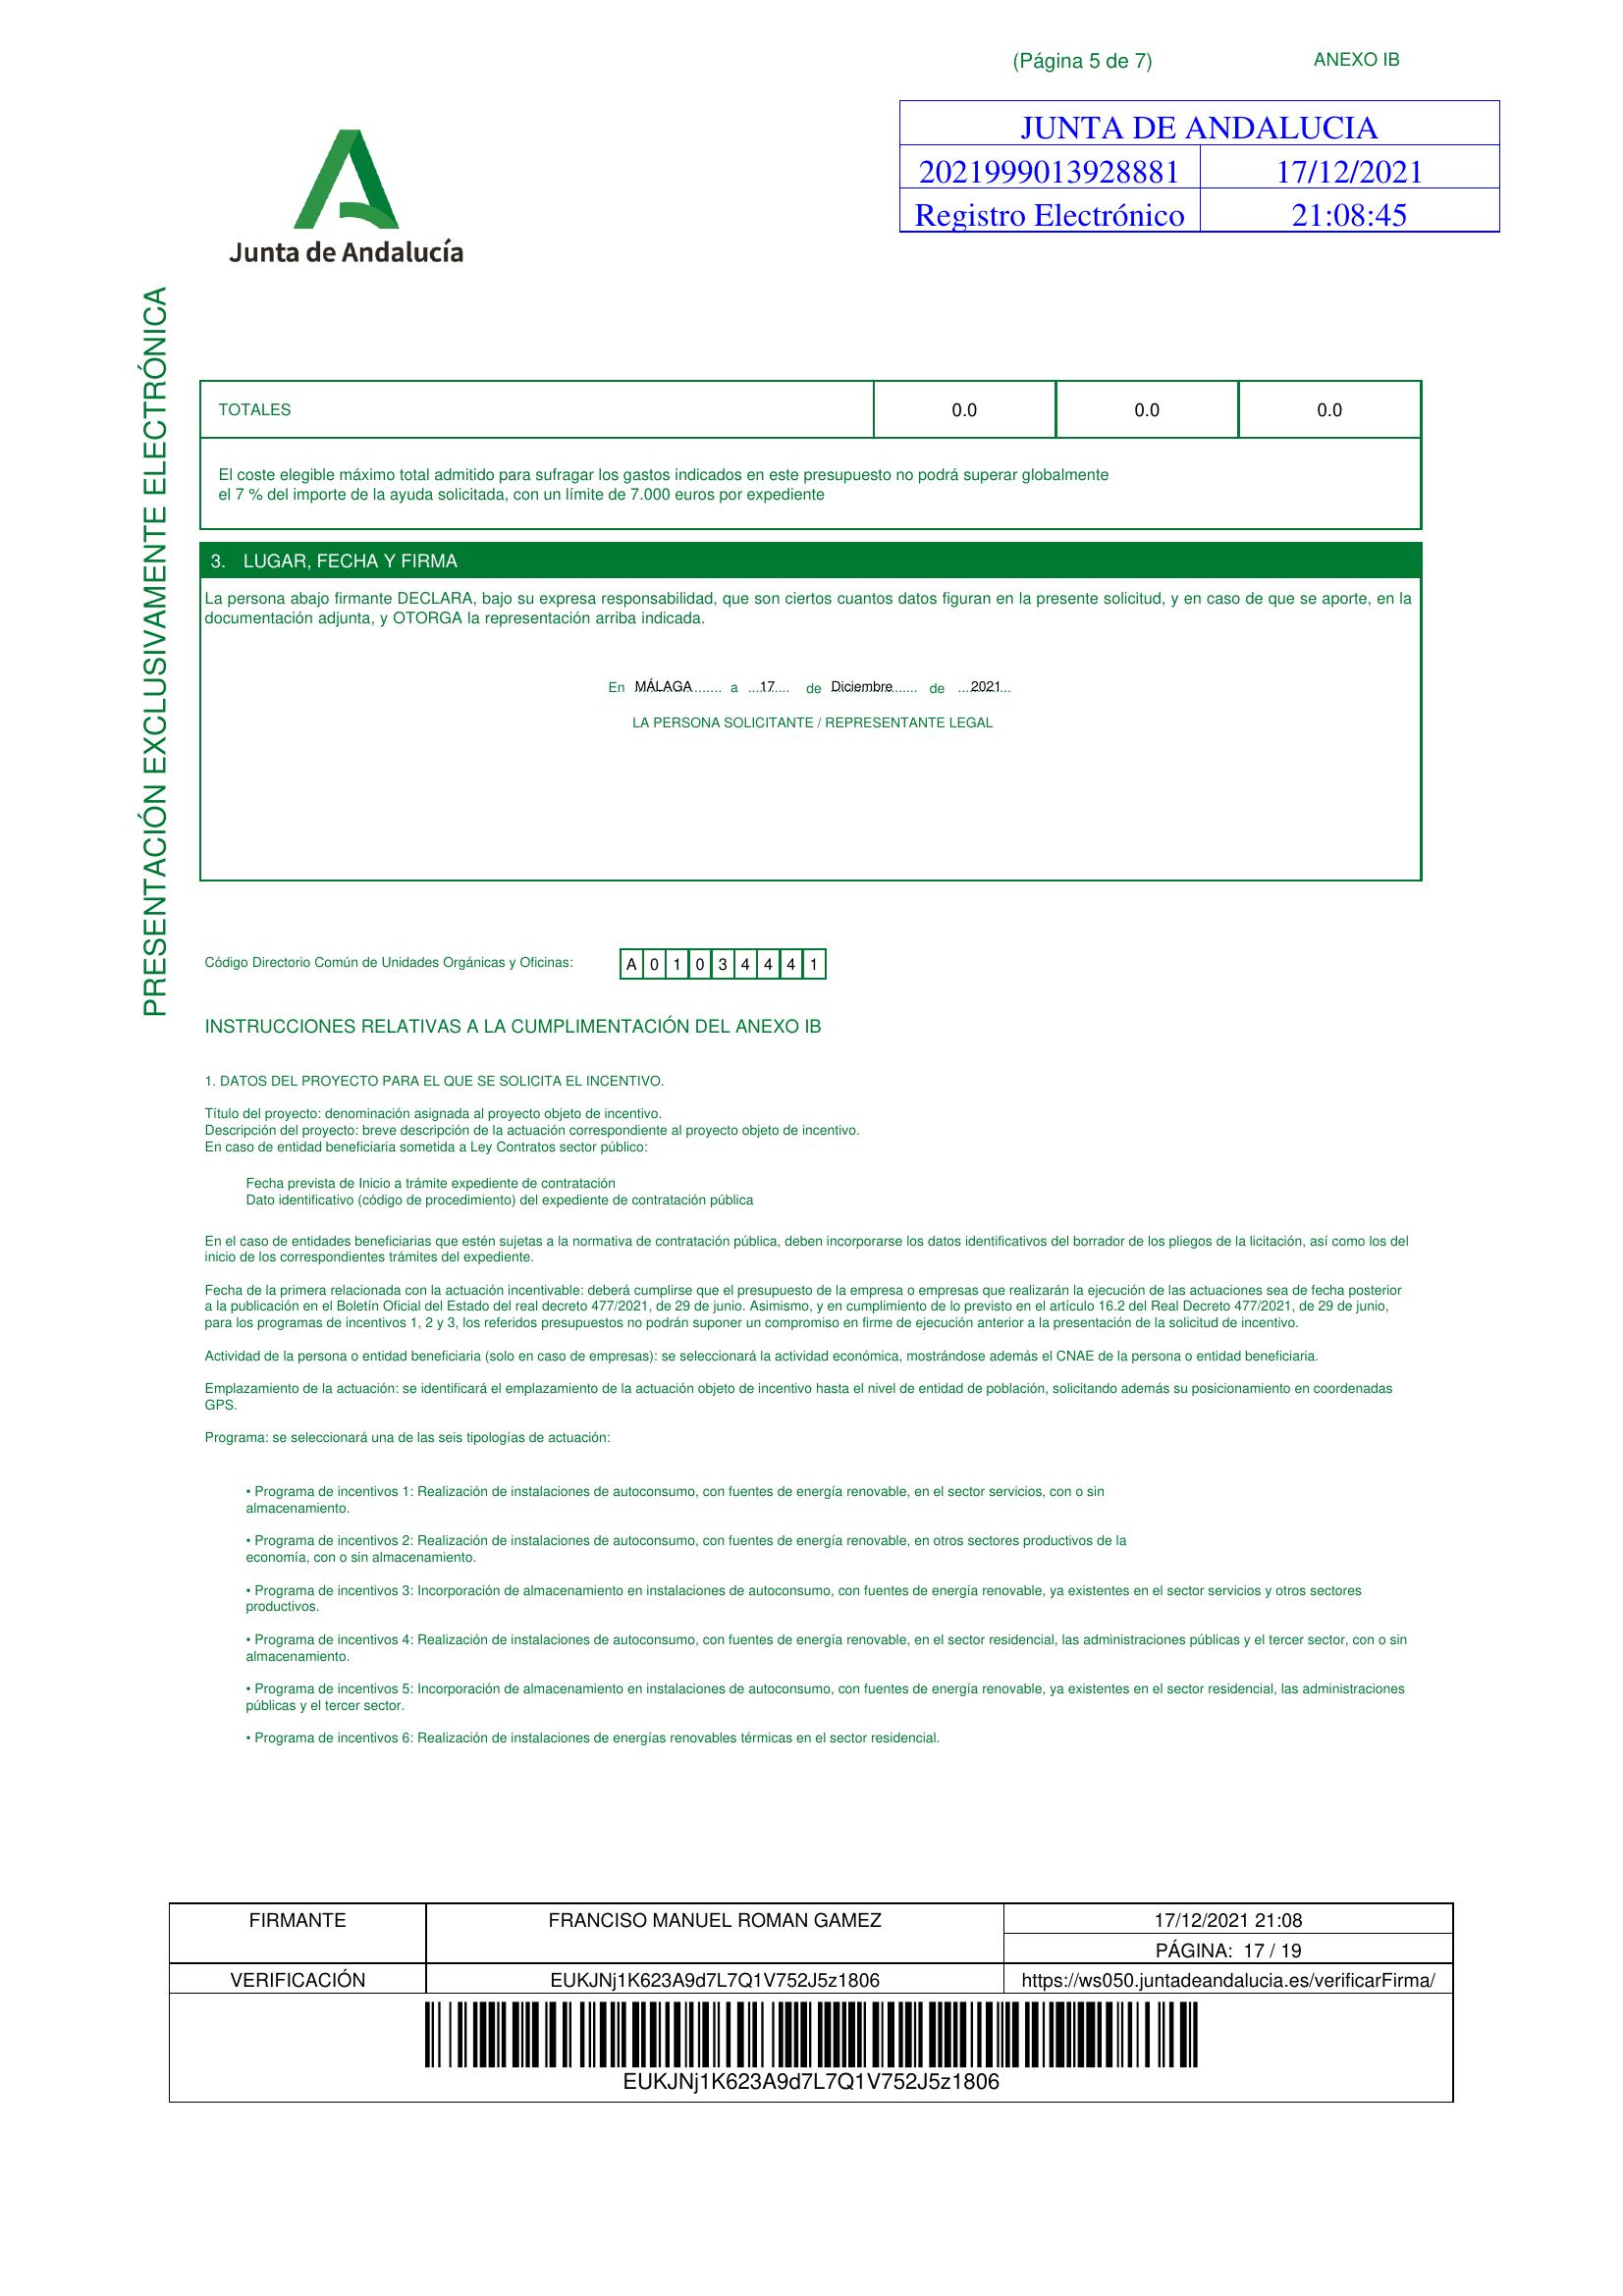 (Página 5 de 7) ANEXO IB
JUNTA DE ANDALUCIA
2021999013928881 17/12/2021
Registro Electrónico 21:08:45
Junta de Andalucía
PRESENTACIÓN EXCLUSIVAMENTE ELECTRÓNICA
TOTALES 0.0 0.0 0.0
El coste elegible máximo total admitido para sufragar los gastos indicados en este presupuesto no podrá superar globalmente
el 7 % del importe de la ayuda solicitada, con un límite de 7.000 euros por expediente
3. LUGAR, FECHA Y FIRMA
La persona abajo firmante DECLARA, bajo su expresa responsabilidad, que son ciertos cuantos datos figuran en la presente solicitud, y en caso de que se aporte, en la
documentación adjunta, y OTORGA la representación arriba indicada.
En MÁLAGA a 17 de Diciembre de 2021
LA PERSONA SOLICITANTE / REPRESENTANTE LEGAL
Código Directorio Común de Unidades Orgánicas y Oficinas: A 0 1 0 3 4 4 4 1
INSTRUCCIONES RELATIVAS A LA CUMPLIMENTACIÓN DEL ANEXO IB
1. DATOS DEL PROYECTO PARA EL QUE SE SOLICITA EL INCENTIVO.
Título del proyecto: denominación asignada al proyecto objeto de incentivo.
Descripción del proyecto: breve descripción de la actuación correspondiente al proyecto objeto de incentivo.
En caso de entidad beneficiaria sometida a Ley Contratos sector público:
Fecha prevista de Inicio a trámite expediente de contratación
Dato identificativo (código de procedimiento) del expediente de contratación pública
En el caso de entidades beneficiarias que estén sujetas a la normativa de contratación pública, deben incorporarse los datos identificativos del borrador de los pliegos de la licitación, así como los del
inicio de los correspondientes trámites del expediente.
Fecha de la primera relacionada con la actuación incentivable: deberá cumplirse que el presupuesto de la empresa o empresas que realizarán la ejecución de las actuaciones sea de fecha posterior
a la publicación en el Boletín Oficial del Estado del real decreto 477/2021, de 29 de junio. Asimismo, y en cumplimiento de lo previsto en el artículo 16.2 del Real Decreto 477/2021, de 29 de junio,
para los programas de incentivos 1, 2 y 3, los referidos presupuestos no podrán suponer un compromiso en firme de ejecución anterior a la presentación de la solicitud de incentivo.
Actividad de la persona o entidad beneficiaria (solo en caso de empresas): se seleccionará la actividad económica, mostrándose además el CNAE de la persona o entidad beneficiaria.
Emplazamiento de la actuación: se identificará el emplazamiento de la actuación objeto de incentivo hasta el nivel de entidad de población, solicitando además su posicionamiento en coordenadas
GPS.
Programa: se seleccionará una de las seis tipologías de actuación:
• Programa de incentivos 1: Realización de instalaciones de autoconsumo, con fuentes de energía renovable, en el sector servicios, con o sin
almacenamiento.
• Programa de incentivos 2: Realización de instalaciones de autoconsumo, con fuentes de energía renovable, en otros sectores productivos de la
economía, con o sin almacenamiento.
• Programa de incentivos 3: Incorporación de almacenamiento en instalaciones de autoconsumo, con fuentes de energía renovable, ya existentes en el sector servicios y otros sectores
productivos.
• Programa de incentivos 4: Realización de instalaciones de autoconsumo, con fuentes de energía renovable, en el sector residencial, las administraciones públicas y el tercer sector, con o sin
almacenamiento.
• Programa de incentivos 5: Incorporación de almacenamiento en instalaciones de autoconsumo, con fuentes de energía renovable, ya existentes en el sector residencial, las administraciones
públicas y el tercer sector.
• Programa de incentivos 6: Realización de instalaciones de energías renovables térmicas en el sector residencial.
FIRMANTE FRANCISO MANUEL ROMAN GAMEZ 17/12/2021 21:08
PÁGINA: 17 / 19
VERIFICACIÓN EUKJNj1K623A9d7L7Q1V752J5z1806 https://ws050.juntadeandalucia.es/verificarFirma/
EUKJNj1K623A9d7L7Q1V752J5z1806